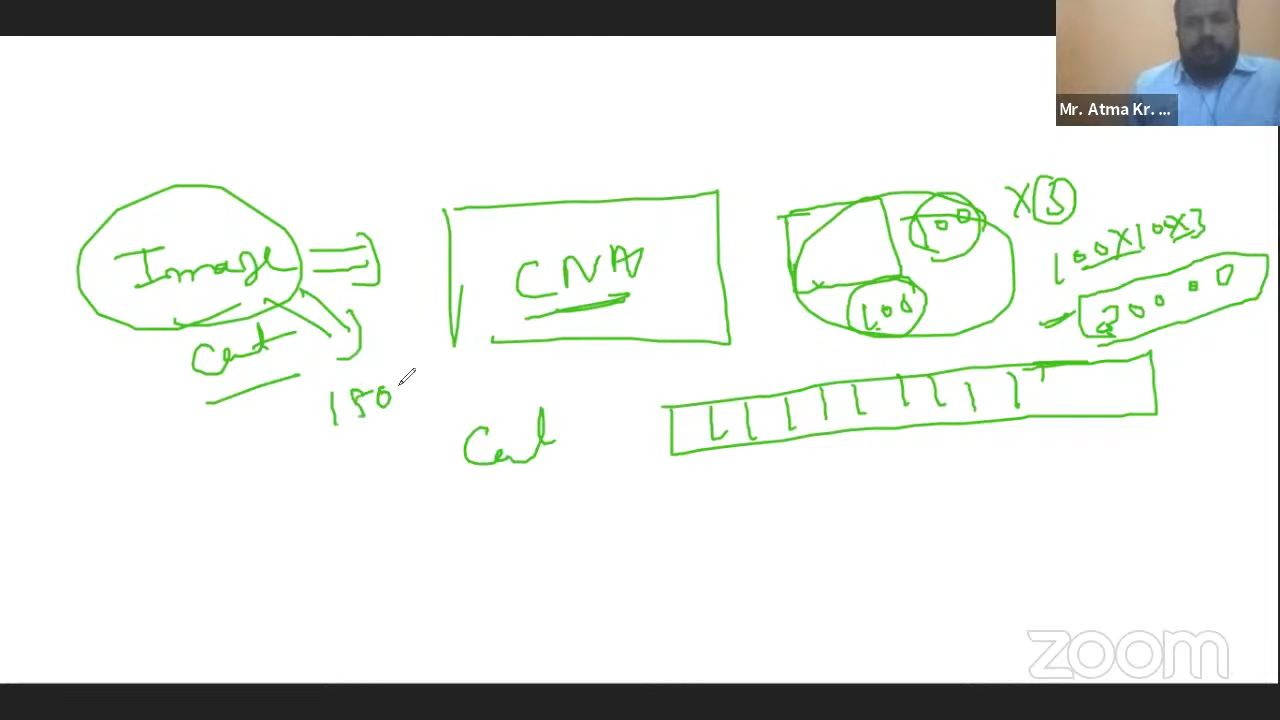 Mr. Atma Kr. ...
x 3
100
100x100x3
Image
CNN
100
30000
Cat
150
Cat
zoom